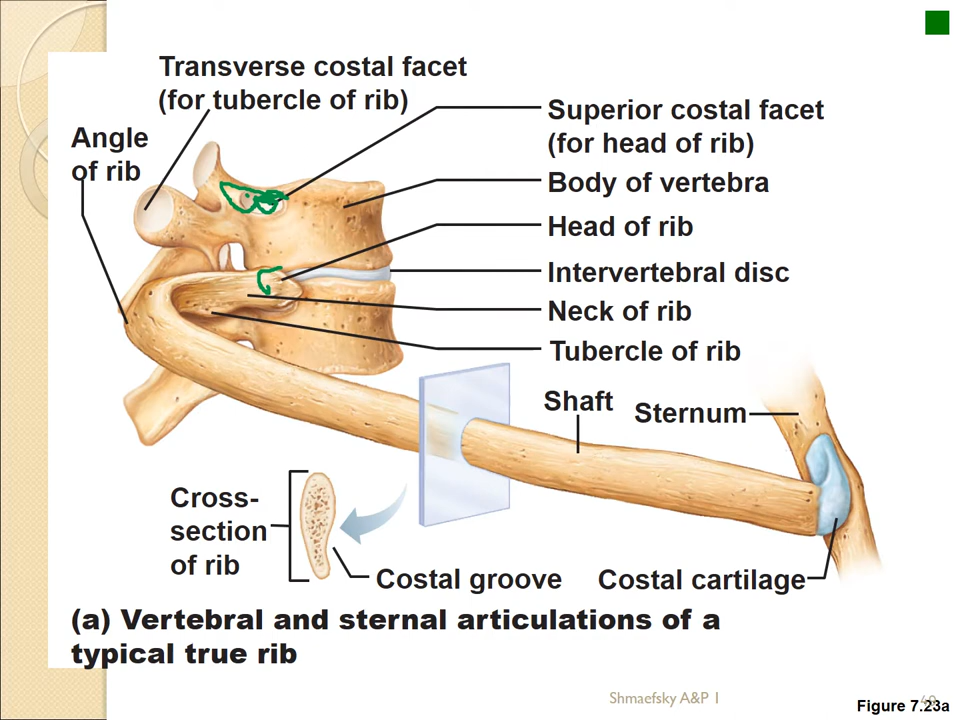 Transverse costal facet
(for tubercle of rib)
Angle
of rib
Superior costal facet
(for head of rib)
Body of vertebra
Head of rib
Intervertebral disc
Neck of rib
Tubercle of rib
Shaft
Sternum
Cross-
section
of rib
Costal groove
Costal cartilage
(a) Vertebral and sternal articulations of a
typical true rib
Shmaefsky A&P 1
Figure 7.23a